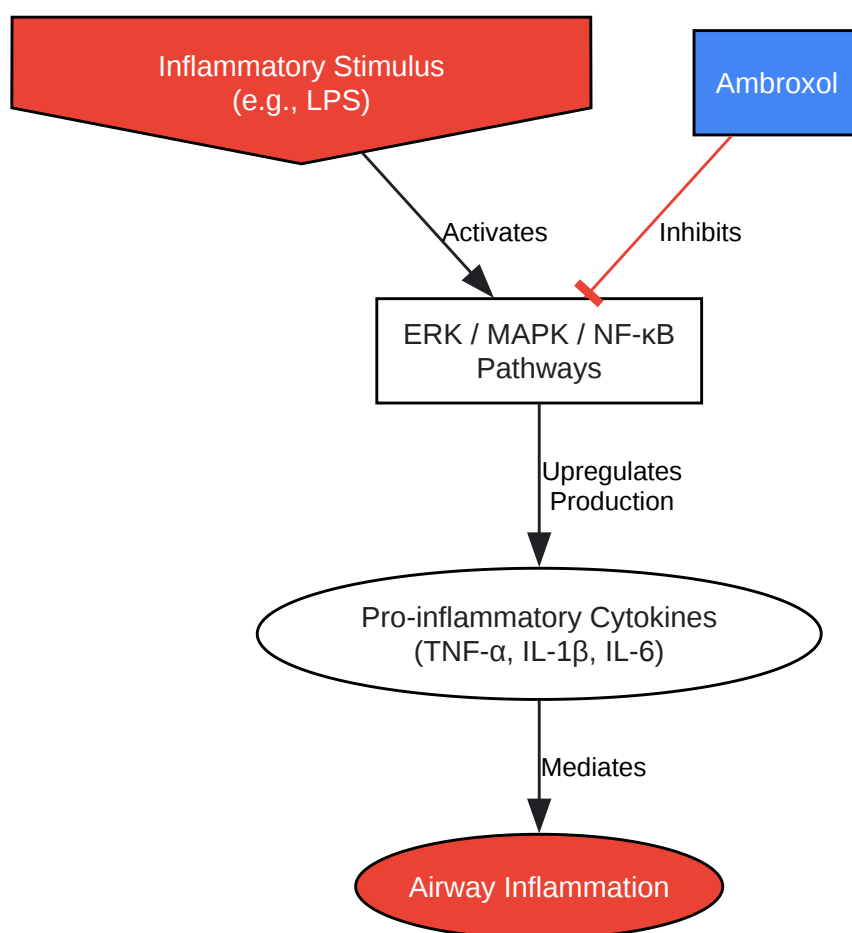 Inflammatory Stimulus
(e.g., LPS)
Ambroxol
Activates
Inhibits
ERK / MAPK / NF-κB
Pathways
Upregulates
Production
Pro-inflammatory Cytokines
(TNF-α, IL-1β, IL-6)
Mediates
Airway Inflammation